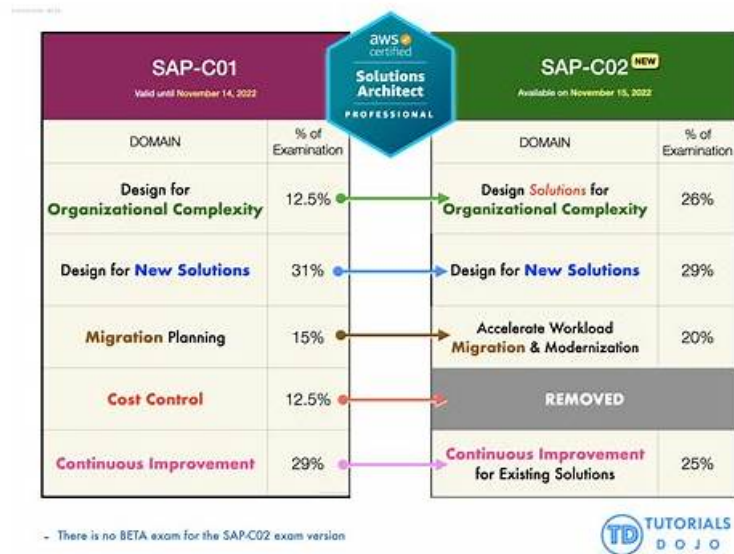 aws
certified
Solutions
Architect
PROFESSIONAL
SAP-C01
Valid until November 14, 2022
DOMAIN
% of
Examination
Design for
Organizational Complexity
12.5%
Design for New Solutions
31%
Migration Planning
15%
Cost Control
12.5%
Continuous Improvement
29%
SAP-C02 NEW
Available on November 15, 2022
DOMAIN
% of
Examination
Design Solutions for
Organizational Complexity
26%
Design for New Solutions
29%
Accelerate Workload
Migration & Modernization
20%
REMOVED
Continuous Improvement
for Existing Solutions
25%
- There is no BETA exam for the SAP-C02 exam version
TD TUTORIALS
DOJO